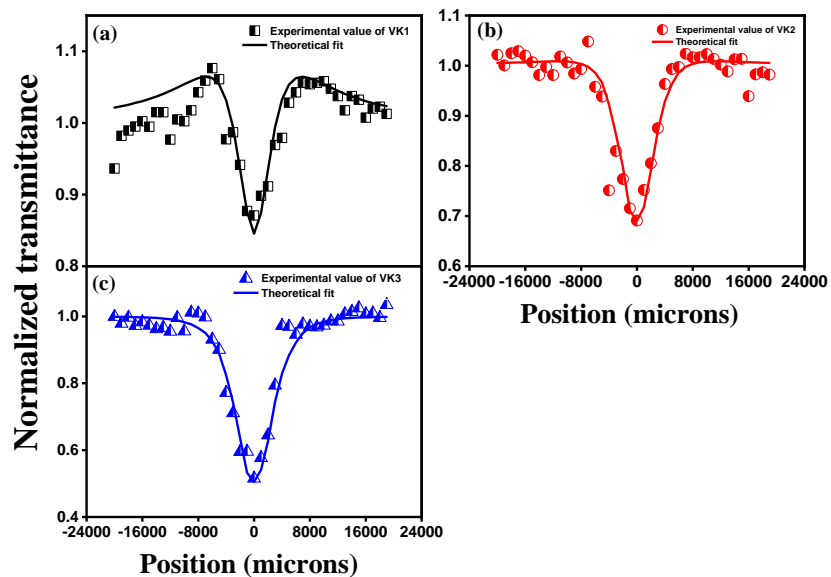 Normalized transmittance
(a)
Experimental value of VK1
Theoretical fit
1.1
1.0
0.9
0.8
(b)
Experimental value of VK2
Theoretical fit
1.1
1.0
0.9
0.8
0.7
0.6
-24000 -16000 -8000 0 8000 16000 24000
Position (microns)
(c)
Experimental value of VK3
Theoretical fit
1.0
0.8
0.6
0.4
-24000 -16000 -8000 0 8000 16000 24000
Position (microns)